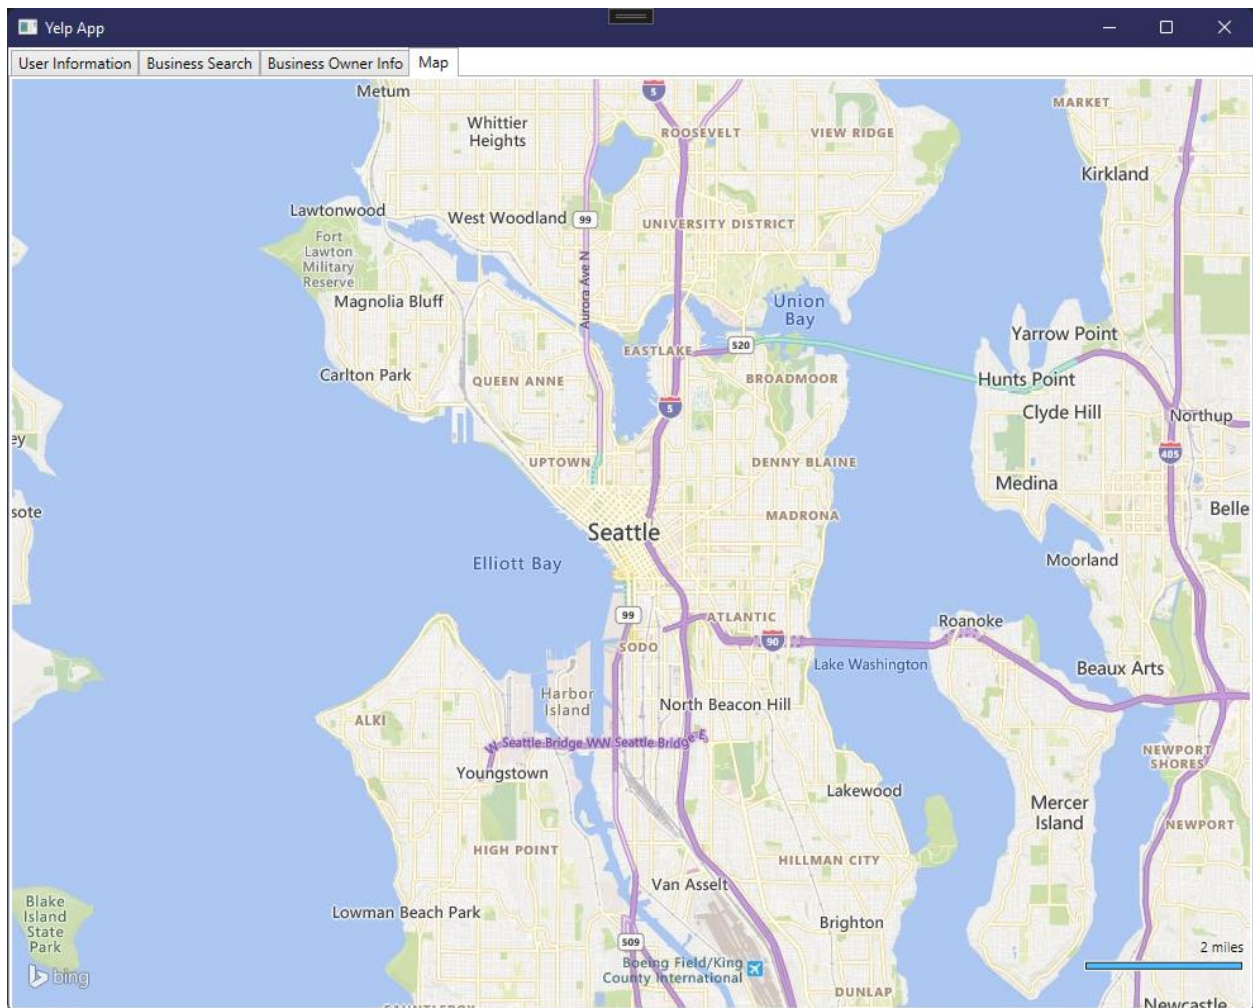 Yelp App
User Information
Business Search
Business Owner Info
Map
Metum
5
MARKET
Whittier
Heights
ROOSEVELT
VIEW RIDGE
Kirkland
Lawtonwood
West Woodland
99
UNIVERSITY DISTRICT
Fort
Lawton
Military
Reserve
Aurora Ave N
Magnolia Bluff
Union
Bay
Yarrow Point
EASTLAKE
520
Carlton Park
QUEEN ANNE
BROADMOOR
Hunts Point
5
Clyde Hill
Northup
ey
405
UPTOWN
DENNY BLAINE
Medina
sote
MADRONA
Belle
Seattle
Elliott Bay
Moorland
99
ATLANTIC
Roanoke
SODO
90
Lake Washington
Beaux Arts
Harbor
Island
North Beacon Hill
ALKI
W Seattle Bridge WW Seattle Bridge E
NEWPORT
SHORES
Youngstown
Lakewood
Mercer
Island
NEWPORT
HIGH POINT
HILLMAN CITY
Van Asselt
Blake
Island
State
Park
Lowman Beach Park
Brighton
509
2 miles
Boeing Field/King
County International
bing
DUNLAP
Newcastle